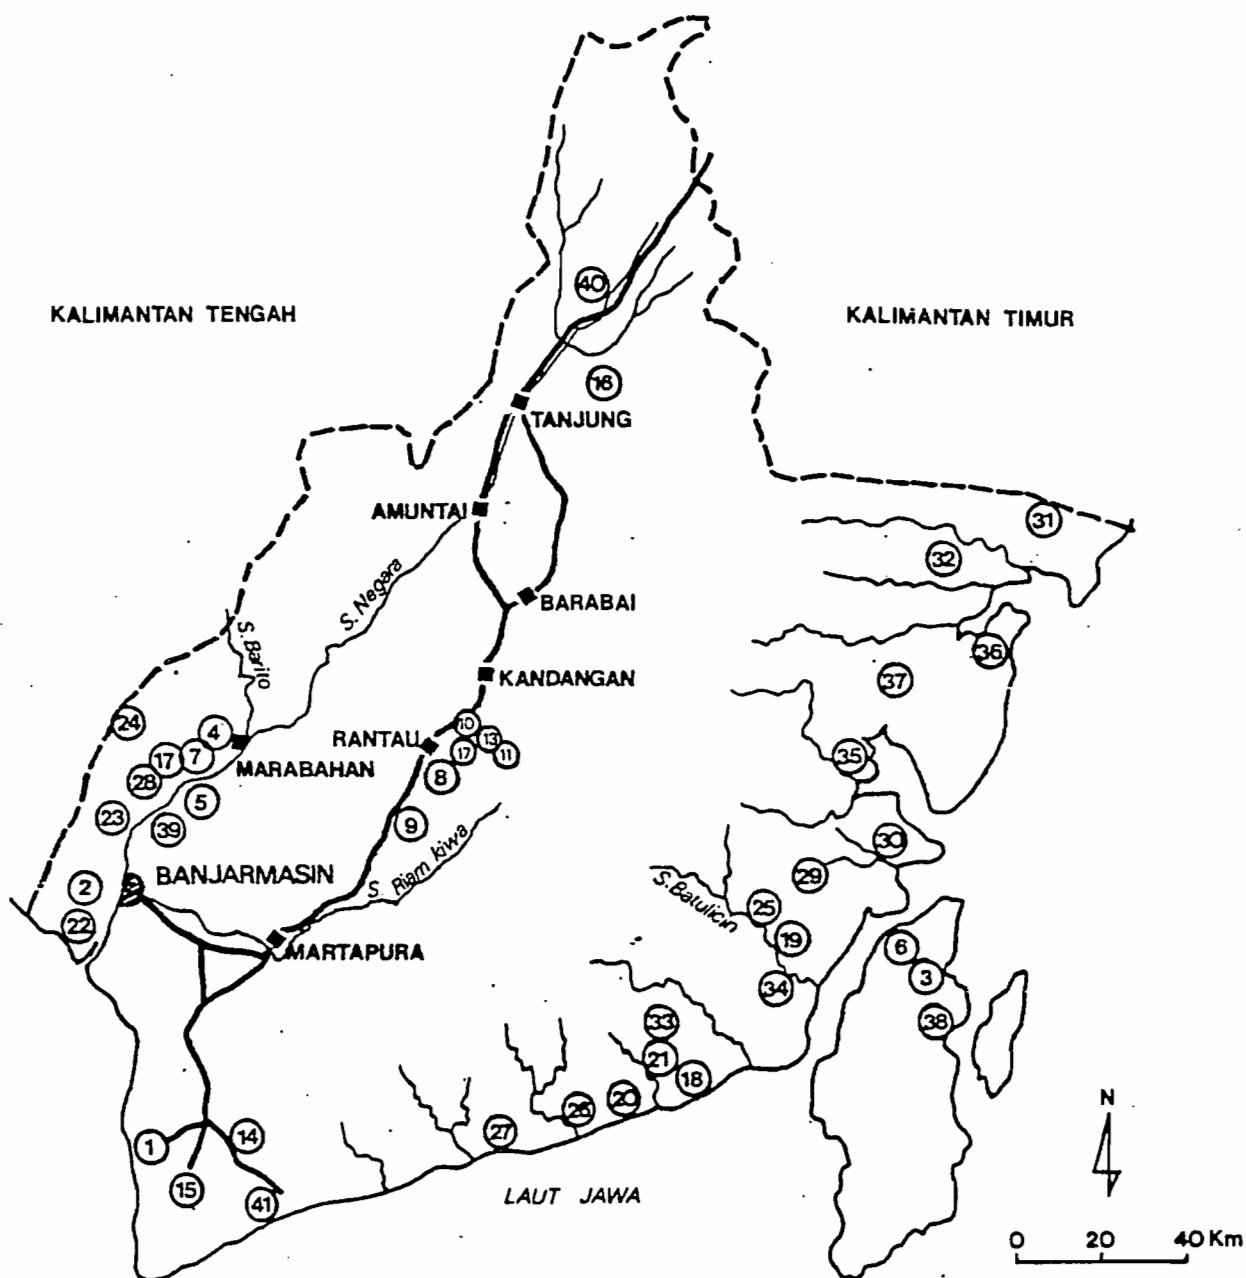 40
KALIMANTAN TENGAH
KALIMANTAN TIMUR
16
TANJUNG
AMUNTAI
31
32
S. Negara
BARABAI
S. Barito
36
KANDANGAN
37
24
4
10
RANTAU
13
17
7
17
11
MARABAHAN
35
28
8
5
23
39
9
30
BANJARMASIN
S. Riam kiwa
29
2
S. Batulicin
25
22
19
MARTAPURA
6
3
34
33
38
21
18
20
26
N
27
14
1
15
41
LAUT JAWA
0 20 40 Km